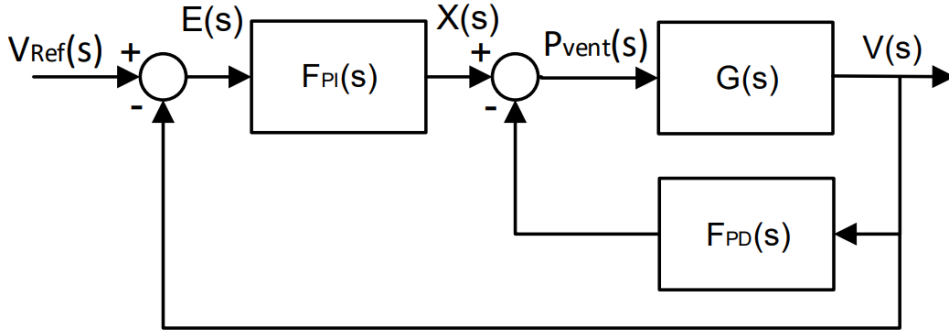 E(s)
X(s)
VRef(s)
+
-
FPI(s)
+
-
Pvent(s)
G(s)
V(s)
FPD(s)